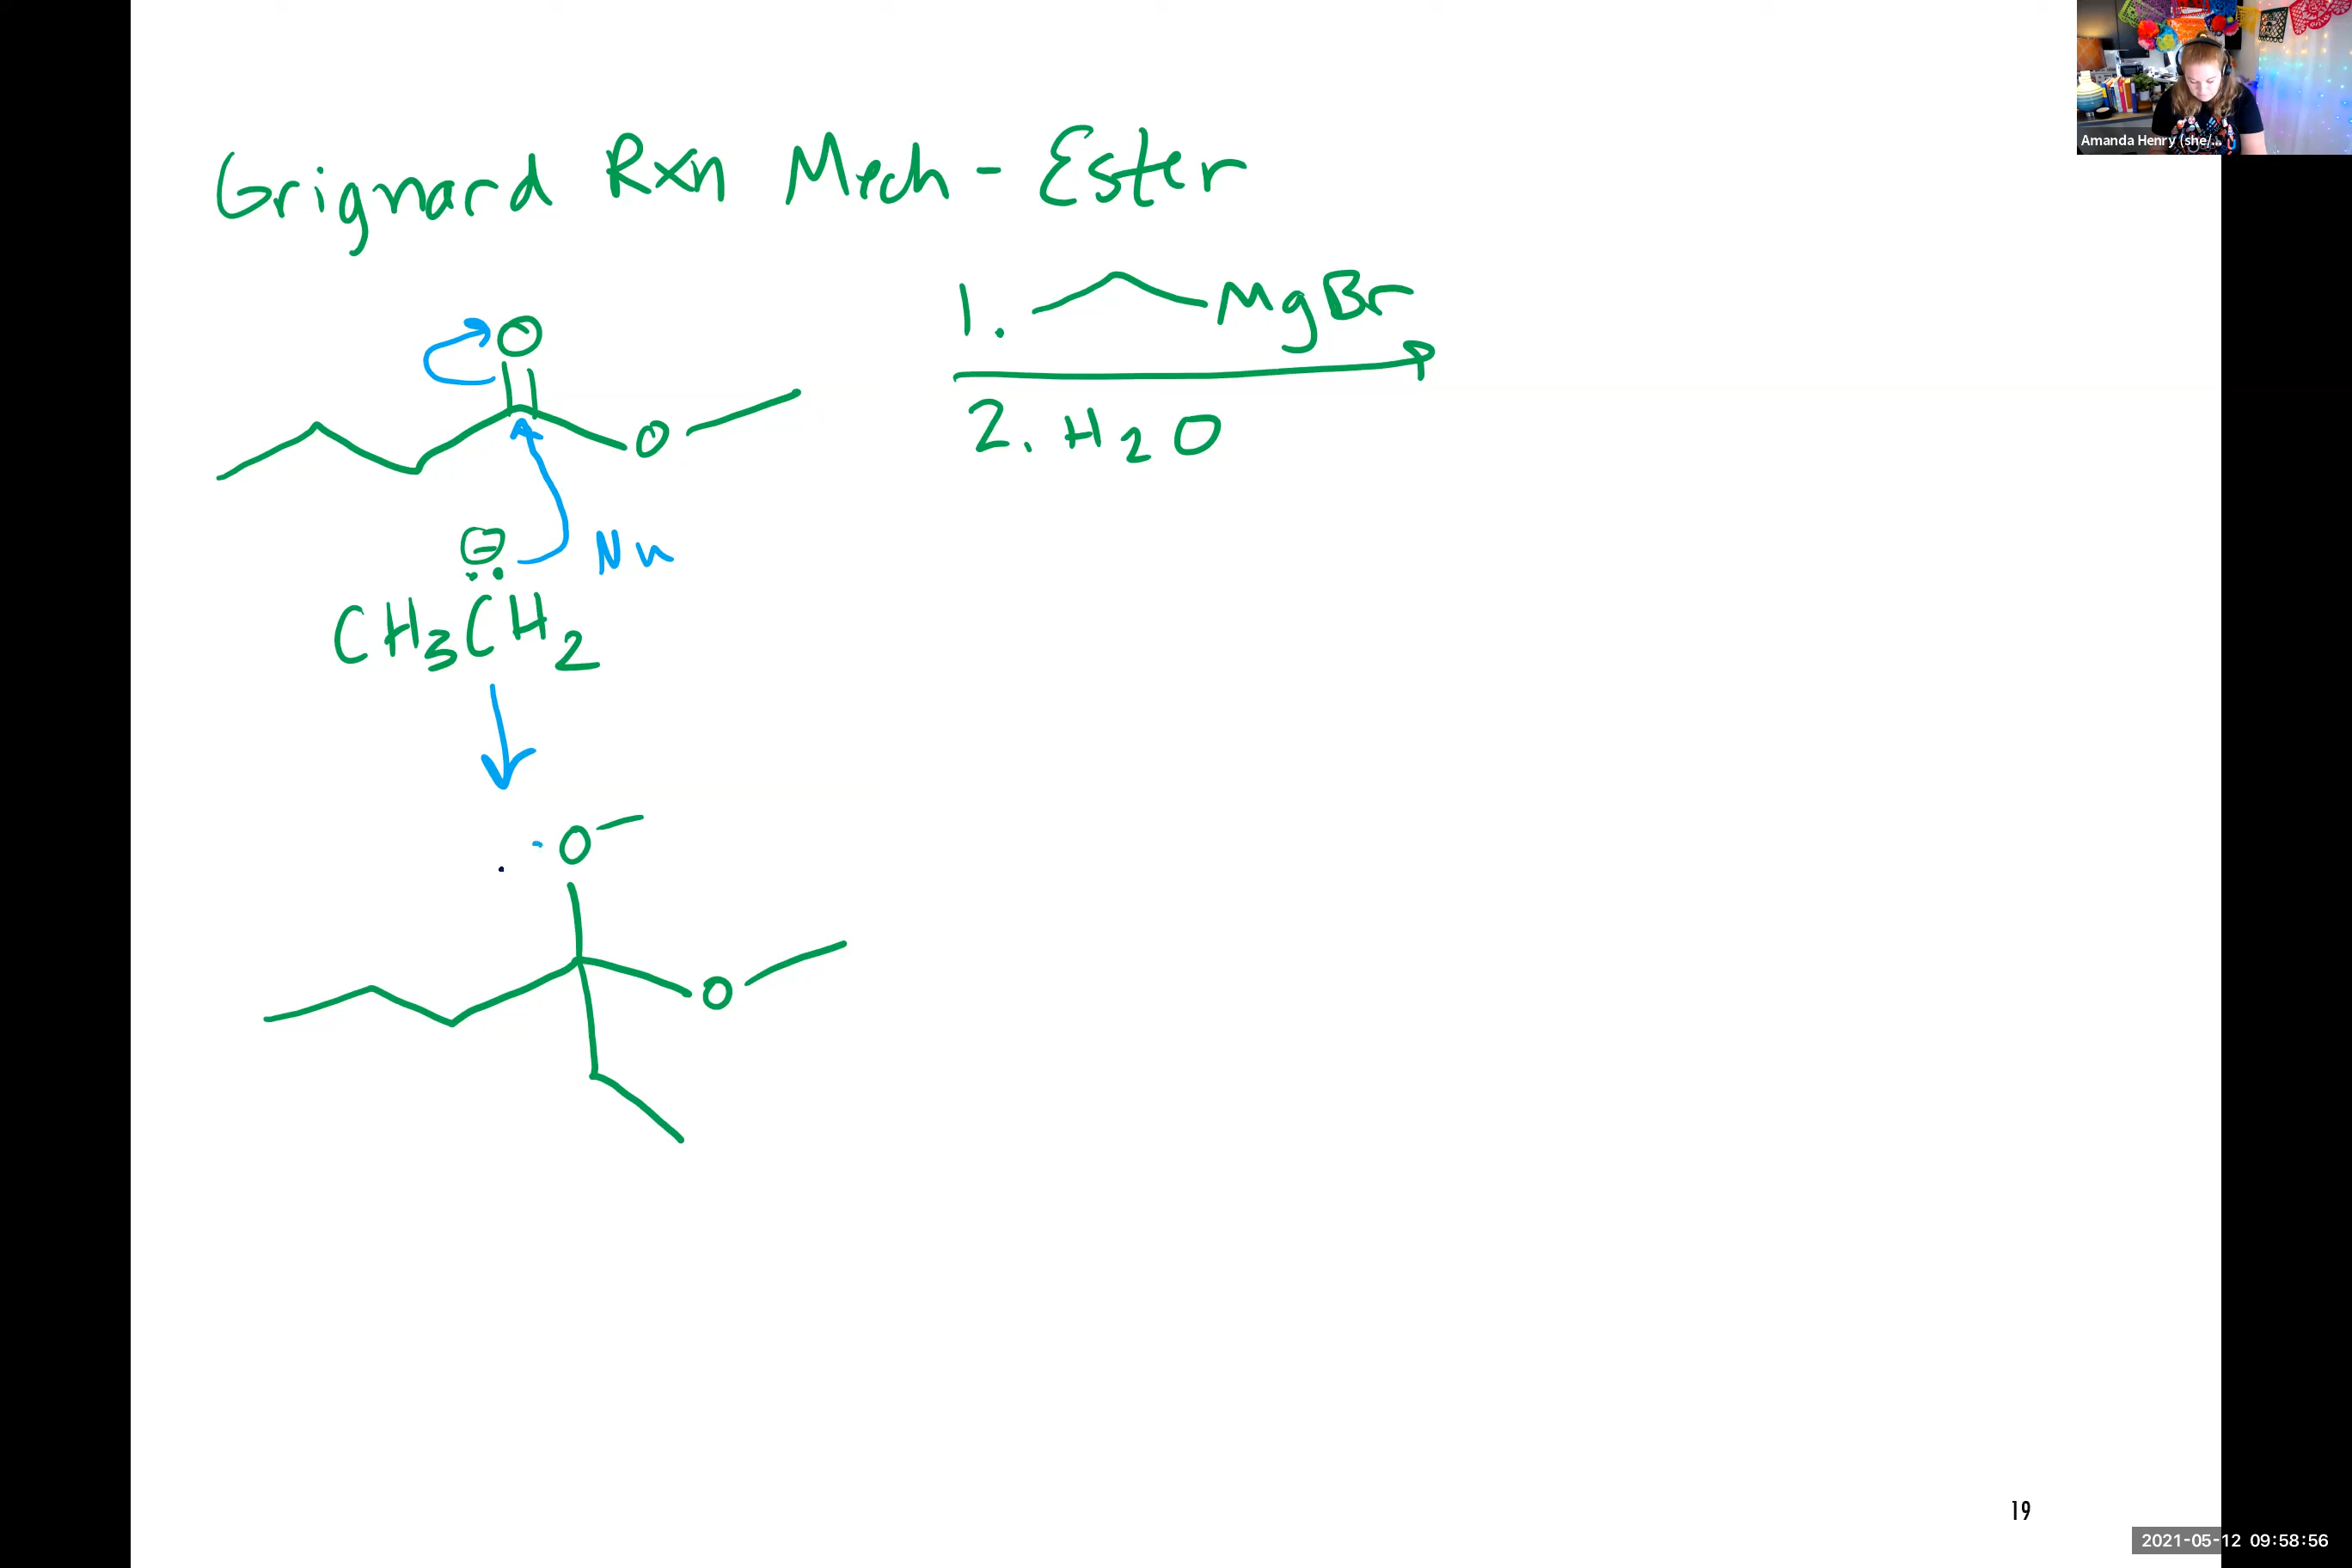 Amanda Henry (she/...
Grignard Rxn Mech - Ester
1. MgBr
O
O
2. H2O
⊖
Nu
CH3CH2
O−
O
19
2021-05-12 09:58:56